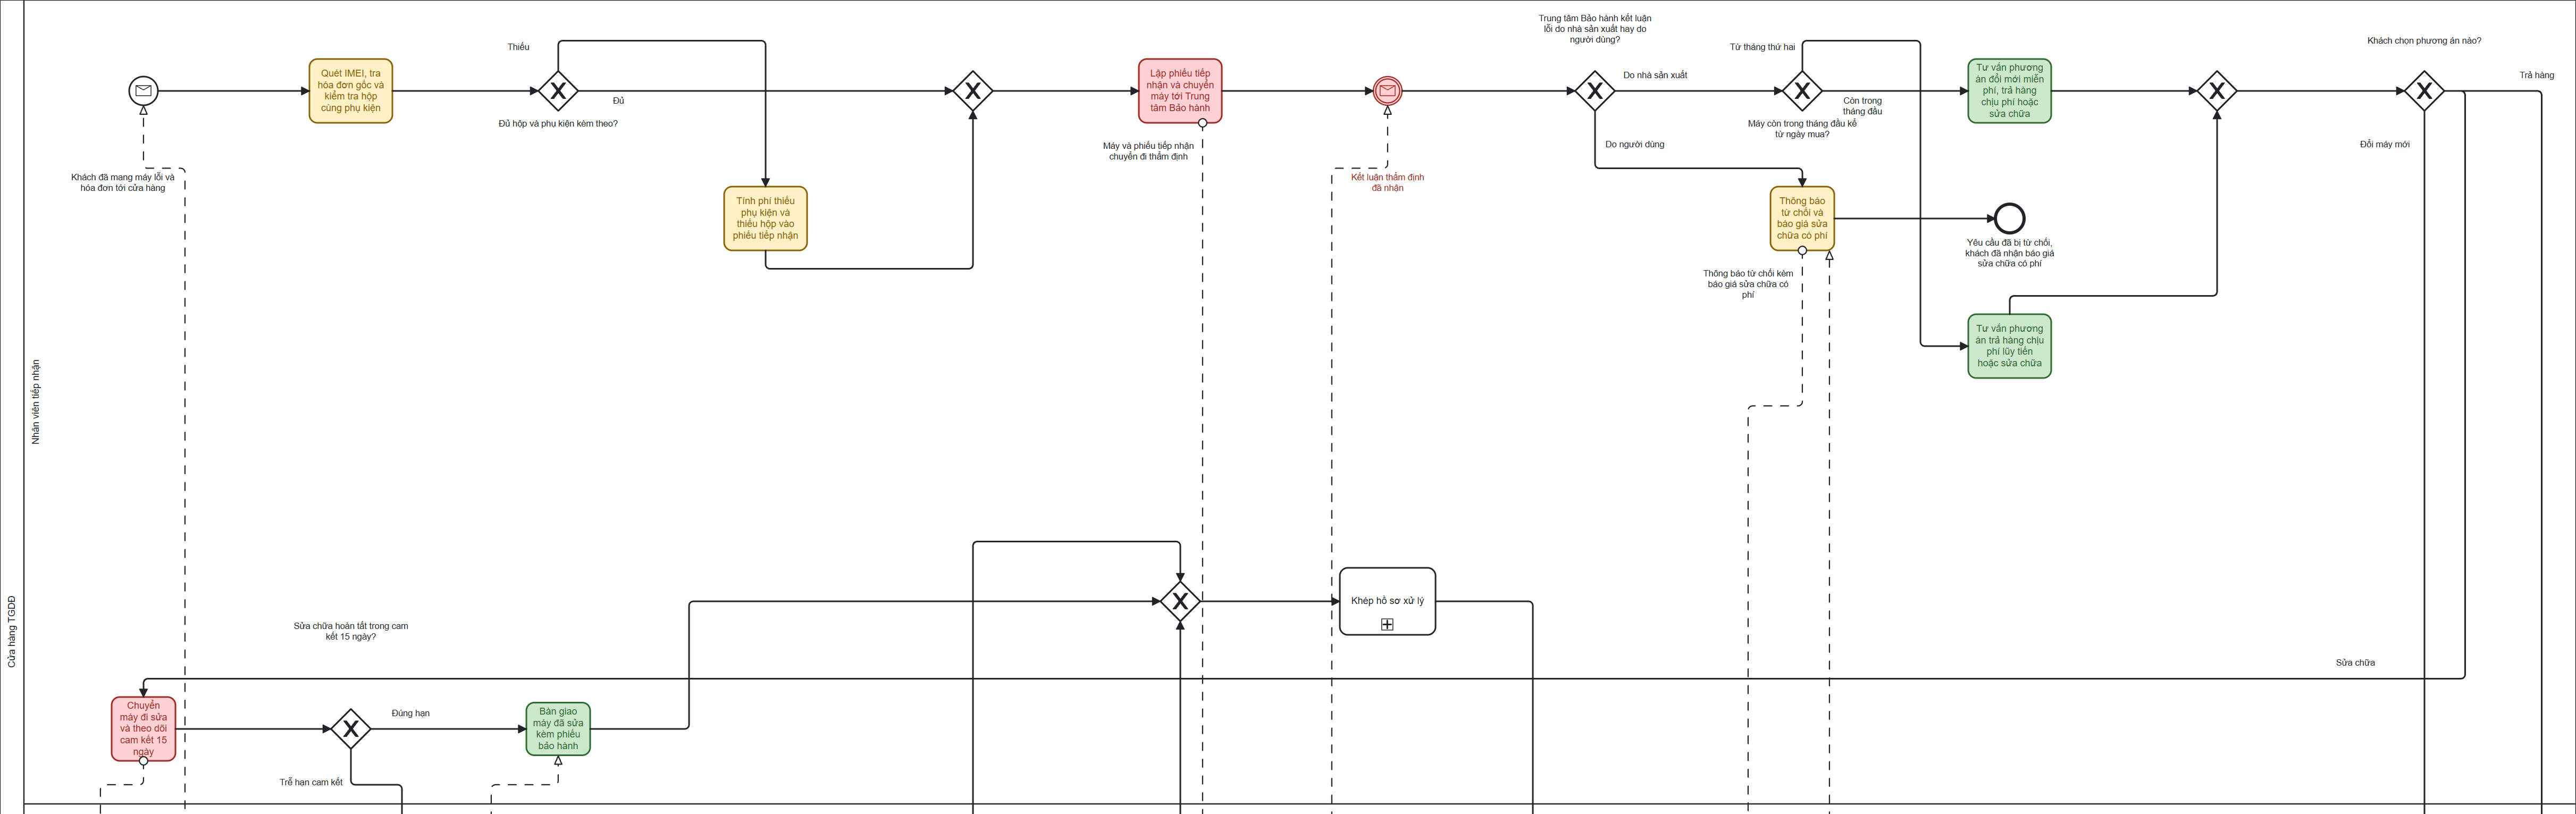 Trung tâm Bảo hành kết luận
lỗi do nhà sản xuất hay do
người dùng?
Thiếu
Từ tháng thứ hai
Khách chọn phương án nào?
Quét IMEI, tra
hóa đơn gốc và
kiểm tra hộp
cùng phụ kiện
Đủ
Đủ hộp và phụ kiện kèm theo?
Lập phiếu tiếp
nhận và chuyển
máy tới Trung
tâm Bảo hành
Do nhà sản xuất
Còn trong
tháng đầu
Máy còn trong tháng đầu kể
từ ngày mua?
Tư vấn phương
án đổi mới miễn
phí, trả hàng
chịu phí hoặc
sửa chữa
Trả hàng
Máy và phiếu tiếp nhận
chuyển đi thẩm định
Do người dùng
Đổi máy mới
Khách đã mang máy lỗi và
hóa đơn tới cửa hàng
Kết luận thẩm định
đã nhận
Tính phí thiếu
phụ kiện và
thiếu hộp vào
phiếu tiếp nhận
Thông báo
từ chối và
báo giá sửa
chữa có phí
Yêu cầu đã bị từ chối,
khách đã nhận báo giá
sửa chữa có phí
Thông báo từ chối kèm
báo giá sửa chữa có
phí
Tư vấn phương
án trả hàng chịu
phí lũy tiến
hoặc sửa chữa
Nhân viên tiếp nhận
Cửa hàng TGDĐ
Khép hồ sơ xử lý
Sửa chữa hoàn tất trong cam
kết 15 ngày?
Sửa chữa
Chuyển
máy đi sửa
và theo dõi
cam kết 15
ngày
Đúng hạn
Bàn giao
máy đã sửa
kèm phiếu
bảo hành
Trễ hạn cam kết